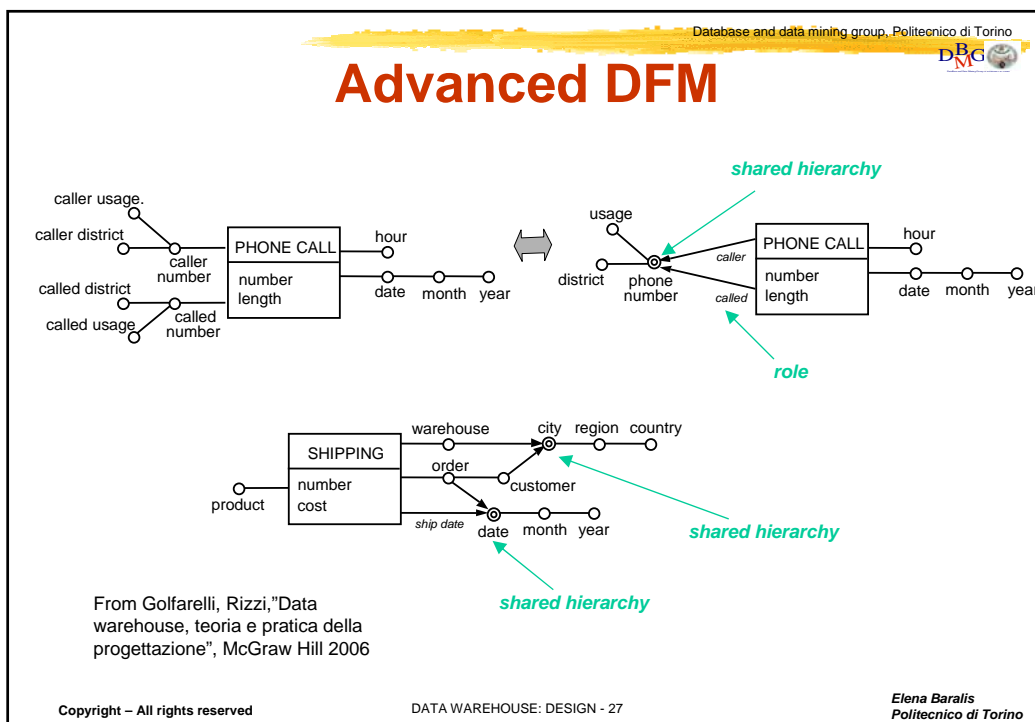 Database and data mining group, Politecnico di Torino
DBMG
Advanced DFM
shared hierarchy
caller usage.
caller district
caller
number
PHONE CALL
number
length
hour
date month year
called district
called usage
called
number
usage
district
phone
number
caller
called
PHONE CALL
number
length
hour
date month year
role
SHIPPING
number
cost
product
warehouse
city region country
order
customer
ship date
date month year
shared hierarchy
shared hierarchy
From Golfarelli, Rizzi,"Data
warehouse, teoria e pratica della
progettazione", McGraw Hill 2006
Copyright – All rights reserved
DATA WAREHOUSE: DESIGN - 27
Elena Baralis
Politecnico di Torino